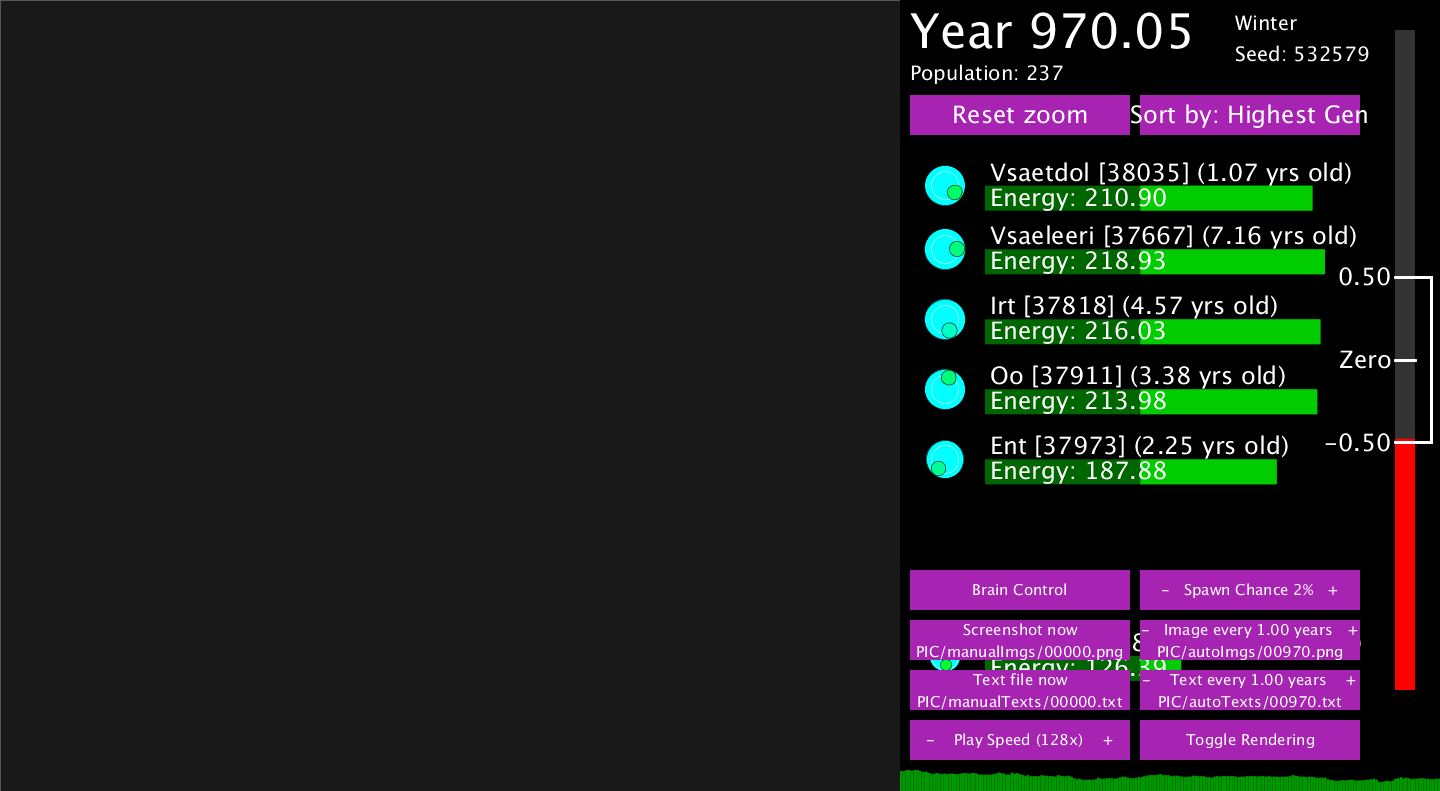 Year 970.05
Winter
Seed: 532579
Population: 237
Reset zoom
Sort by: Highest Gen
Vsaetdol [38035] (1.07 yrs old)
Energy: 210.90
Vsaeleeri [37667] (7.16 yrs old)
Energy: 218.93
0.50
Irt [37818] (4.57 yrs old)
Energy: 216.03
Zero
Oo [37911] (3.38 yrs old)
Energy: 213.98
-0.50
Ent [37973] (2.25 yrs old)
Energy: 187.88
Brain Control
- Spawn Chance 2% +
Screenshot now
PIC/manualImgs/00000.png
- Image every 1.00 years +
PIC/autoImgs/00970.png
Energy: 126.39
Text file now
PIC/manualTexts/00000.txt
- Text every 1.00 years +
PIC/autoTexts/00970.txt
- Play Speed (128x) +
Toggle Rendering